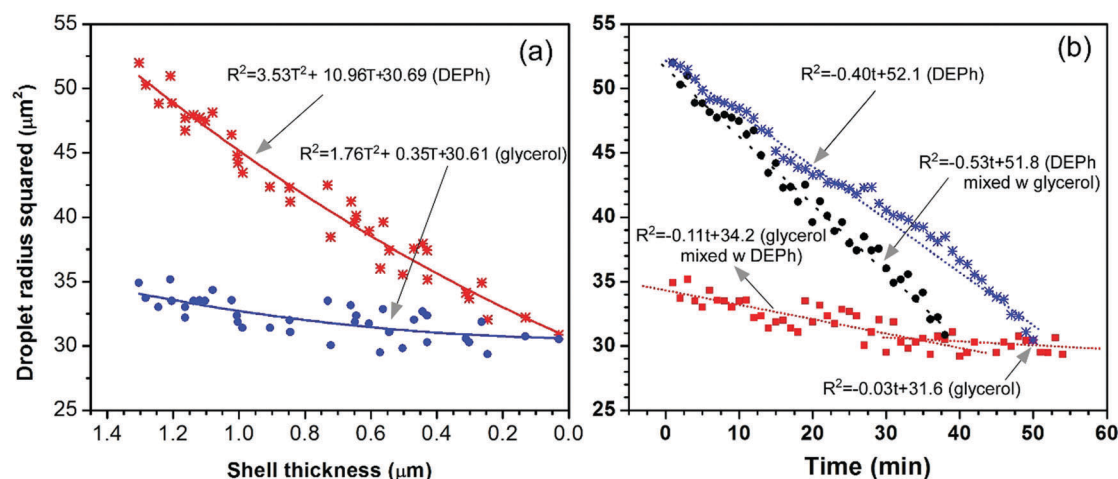 Droplet radius squared (μm²)
55
50
45
40
35
30
25
(a)
R²=3.53T²+ 10.96T+30.69 (DEPh)
R²=1.76T²+ 0.35T+30.61 (glycerol)
1.4 1.2 1.0 0.8 0.6 0.4 0.2 0.0
Shell thickness (μm)
55
50
45
40
35
30
25
(b)
R²=-0.40t+52.1 (DEPh)
R²=-0.53t+51.8 (DEPh
mixed w glycerol)
R²=-0.11t+34.2 (glycerol
mixed w DEPh)
R²=-0.03t+31.6 (glycerol)
0 10 20 30 40 50 60
Time (min)